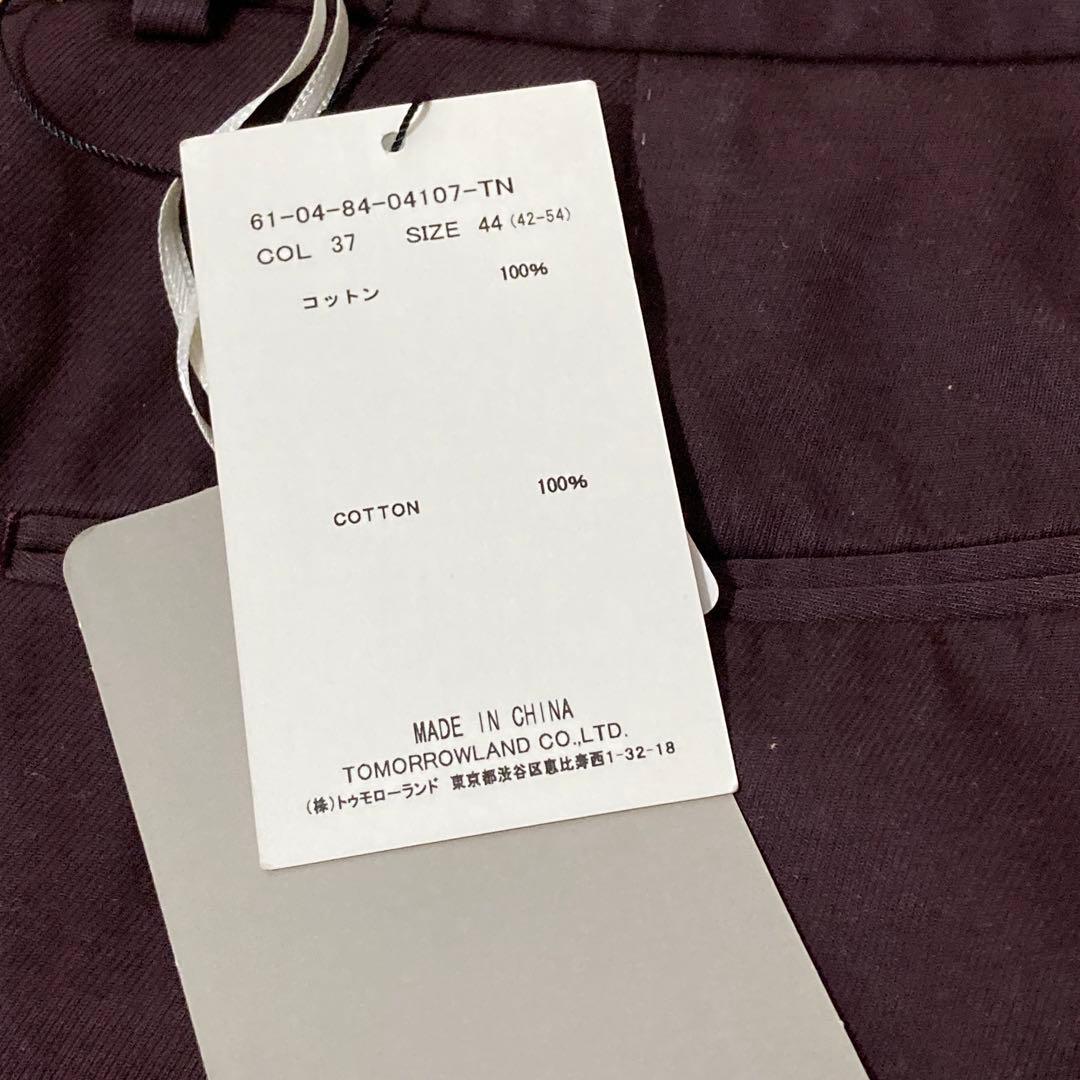 61-04-84-04107-TN
COL 37 SIZE 44 (42-54)
コットン 100%
COTTON 100%
MADE IN CHINA
TOMORROWLAND CO.,LTD.
(株)トゥモローランド 東京都渋谷区恵比寿西1-32-18